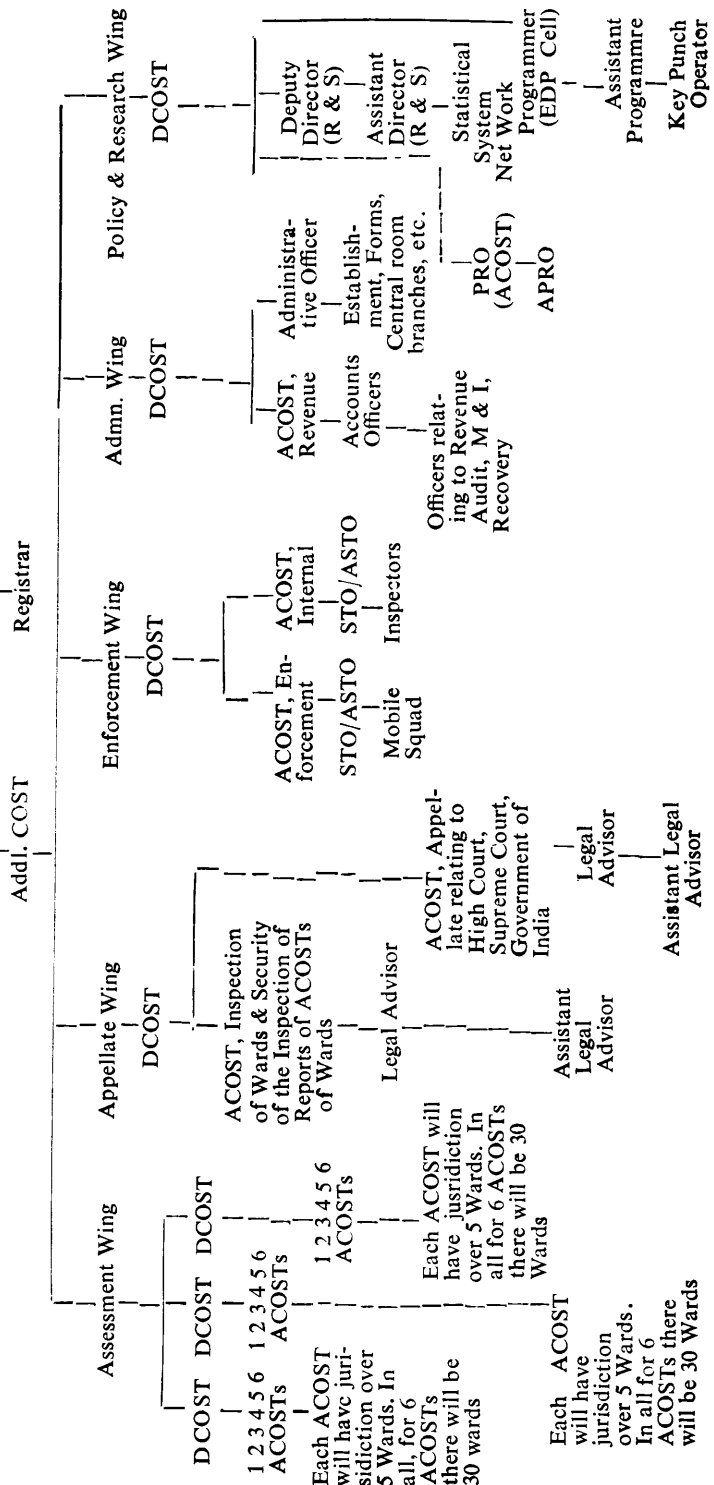 Addl. COST
Registrar
Assessment Wing
DCOST DCOST DCOST
1 2 3 4 5 6
ACOSTs
Each ACOST
will have juri-
sidiction over
5 Wards. In
all, for 6
ACOSTs
there will be
30 wards
1 2 3 4 5 6
ACOSTs
Each ACOST
will have
jurisdiction
over 5 Wards.
In all for 6
ACOSTs there
will be 30 Wards
1 2 3 4 5 6
ACOSTs
Each ACOST will
have jusridiction
over 5 Wards. In
all for 6 ACOSTs
there will be 30
Wards
Appellate Wing
DCOST
ACOST, Inspection
of Wards & Security
of the Inspection of
Reports of ACOSTs
of Wards
Legal Advisor
Assistant
Legal
Advisor
ACOST, Appel-
late relating to
High Court,
Supreme Court,
Government of
India
Legal
Advisor
Assistant Legal
Advisor
Enforcement Wing
DCOST
ACOST, En-
forcement
STO/ASTO
Mobile
Squad
ACOST,
Internal
STO/ASTO
Inspectors
Admn. Wing
DCOST
ACOST,
Revenue
Accounts
Officers
Officers relat-
ing to Revenue
Audit, M & I,
Recovery
Administra-
tive Officer
Establish-
ment, Forms,
Central room
branches, etc.
Policy & Research Wing
DCOST
PRO
(ACOST)
APRO
Deputy
Director
(R & S)
Assistant
Director
(R & S)
Statistical
System
Net Work
Programmer
(EDP Cell)
Assistant
Programmre
Key Punch
Operator